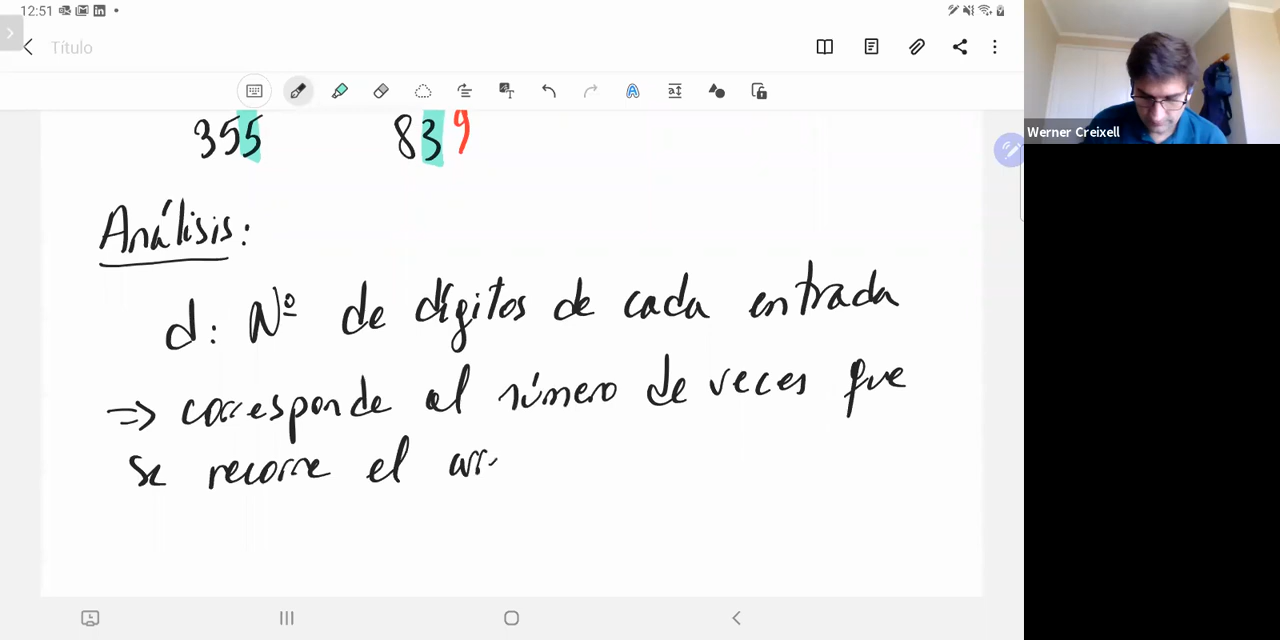 12:51
Título
Werner Creixell
355 839
Análisis:
d: Nº de dígitos de cada entrada
=> corresponde al número de veces que
se recorre el arr